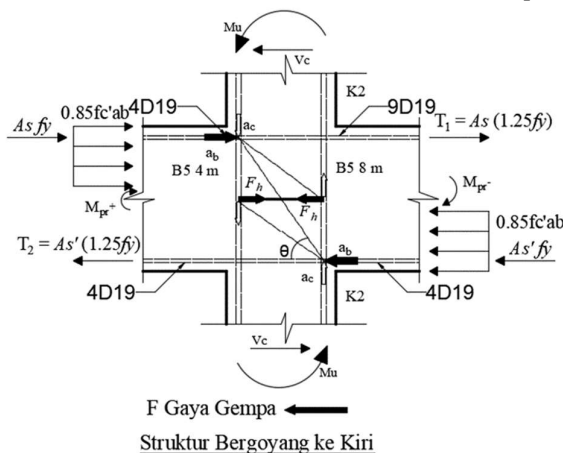 Mu
Vc
K2
4D19
9D19
0.85fc'ab
T₁ = As (1.25fy)
As fy
ac
ab
B5 4 m
B5 8 m
Fh
Fh
Mpr⁺
Mpr⁻
0.85fc'ab
T₂ = As' (1.25fy)
θ
ab
As'fy
ac
4D19
4D19
K2
Vc
Mu
F Gaya Gempa
Struktur Bergoyang ke Kiri